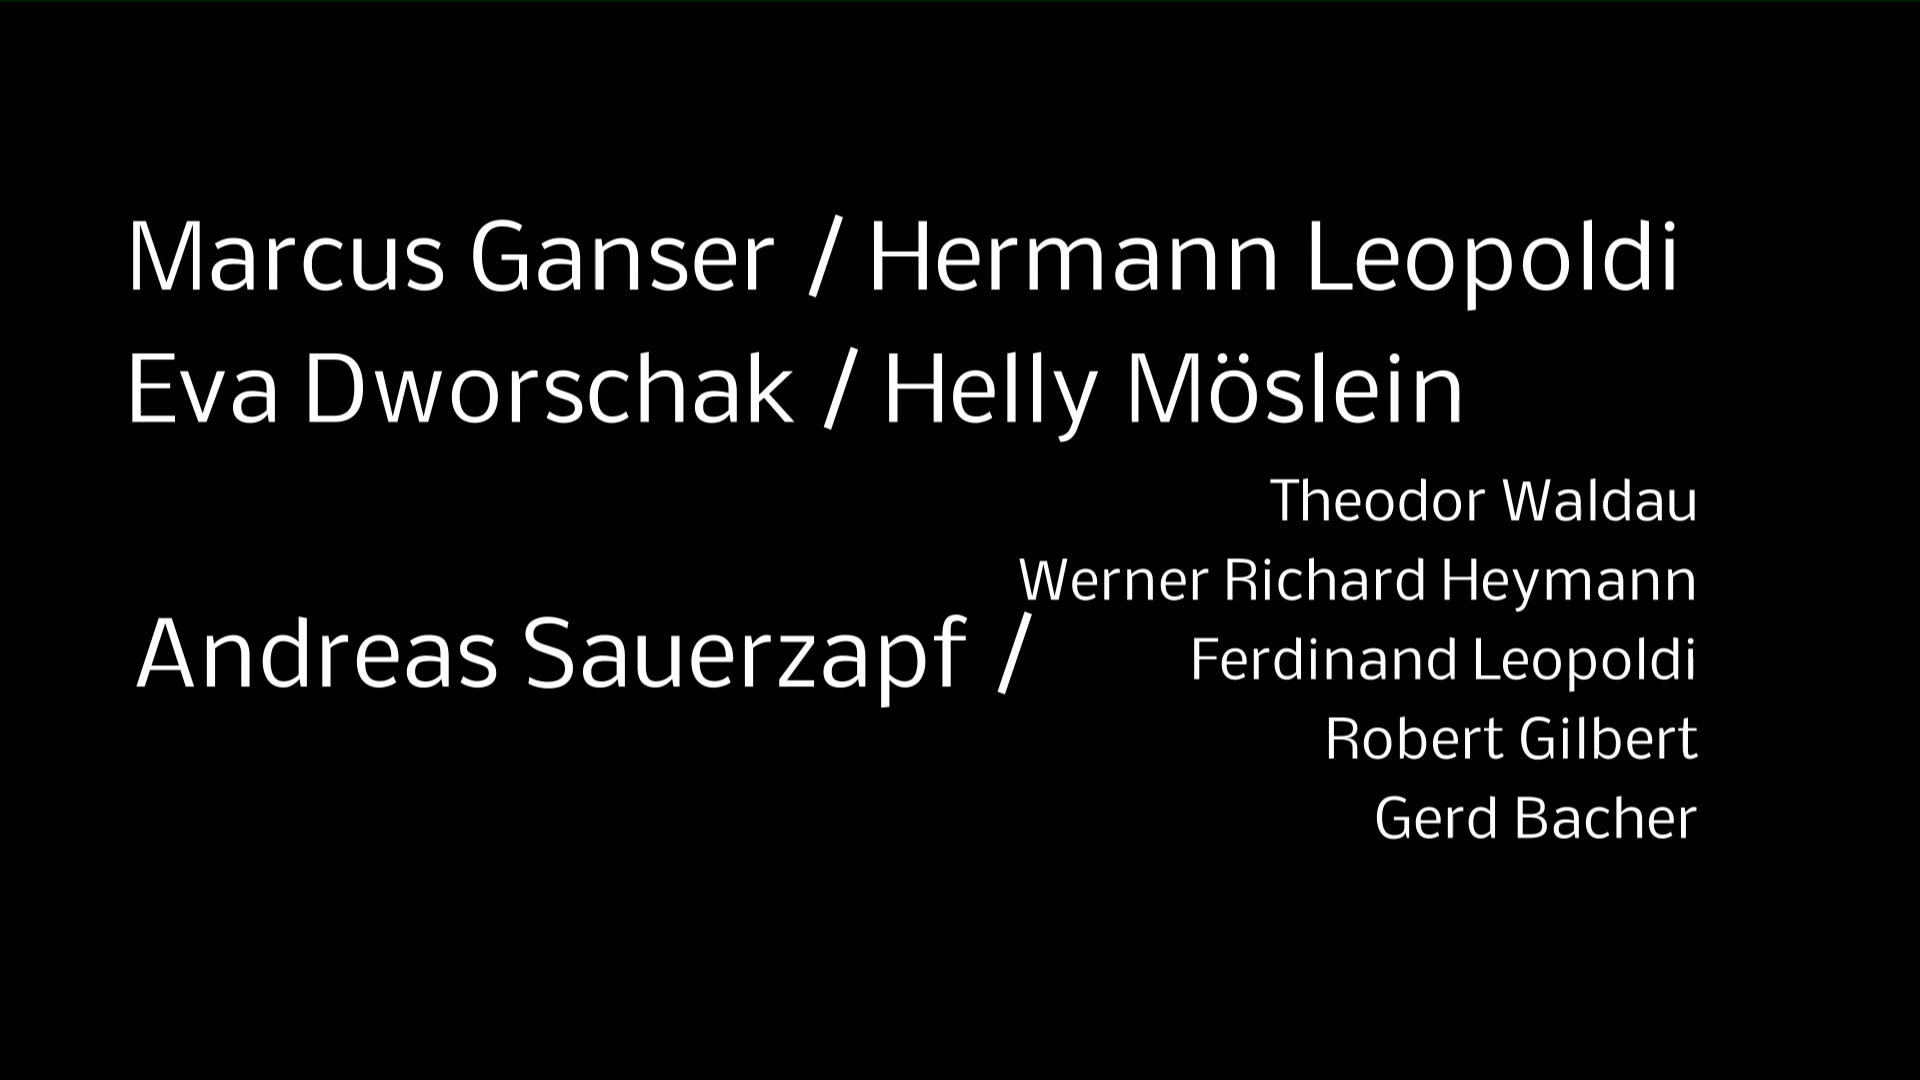 Marcus Ganser / Hermann Leopoldi
Eva Dworschak / Helly Möslein
Andreas Sauerzapf /
Theodor Waldau
Werner Richard Heymann
Ferdinand Leopoldi
Robert Gilbert
Gerd Bacher